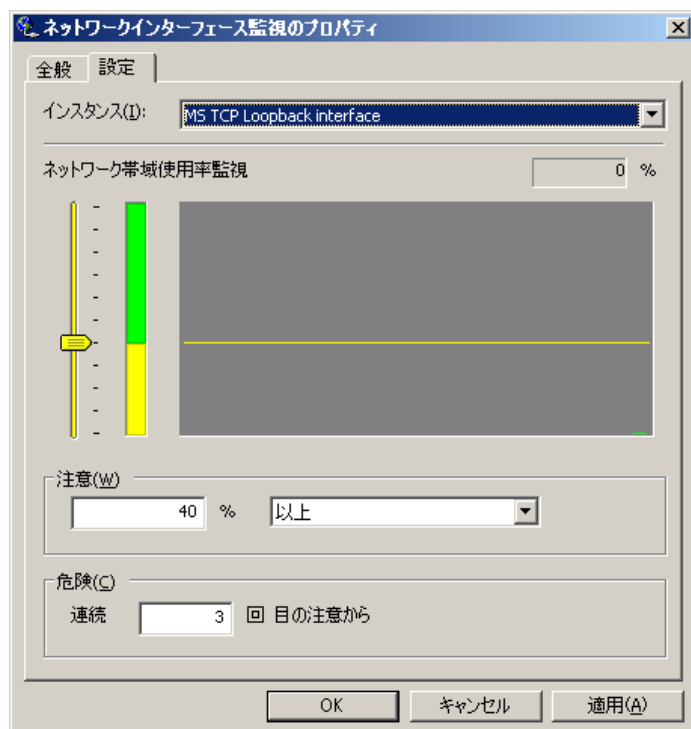 ネットワークインターフェース監視のプロパティ
全般 設定
インスタンス(I): MS TCP Loopback interface
ネットワーク帯域使用率監視 0 %
注意(W)
40 % 以上
危険(C)
連続 3 回 目の注意から
OK キャンセル 適用(A)